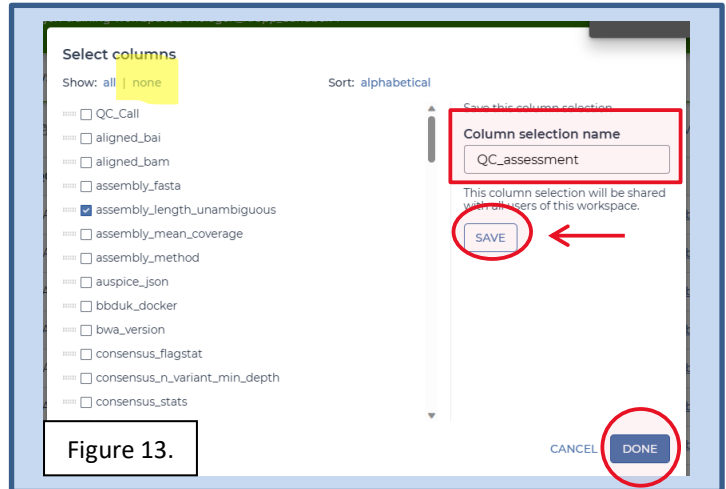 Select columns
Show: all | none
Sort: alphabetical
QC_Call
aligned_bai
aligned_bam
assembly_fasta
assembly_length_unambiguous
assembly_mean_coverage
assembly_method
auspice_json
bbduk_docker
bwa_version
consensus_flagstat
consensus_n_variant_min_depth
consensus_stats
Save this column selection
Column selection name
QC_assessment
This column selection will be shared
with all users of this workspace.
SAVE
CANCEL
DONE
Figure 13.